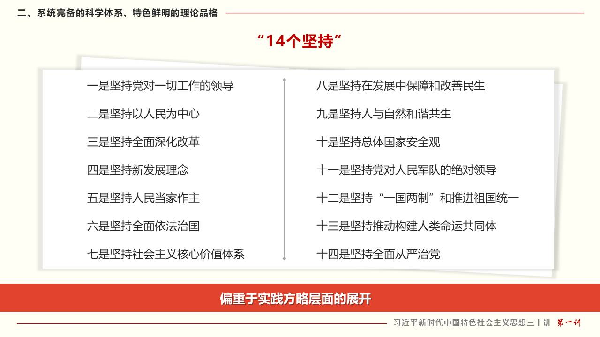 二、系统完备的科学体系、特色鲜明的理论品格
“14个坚持”
一是坚持党对一切工作的领导
二是坚持以人民为中心
三是坚持全面深化改革
四是坚持新发展理念
五是坚持人民当家作主
六是坚持全面依法治国
七是坚持社会主义核心价值体系
八是坚持在发展中保障和改善民生
九是坚持人与自然和谐共生
十是坚持总体国家安全观
十一是坚持党对人民军队的绝对领导
十二是坚持“一国两制”和推进祖国统一
十三是坚持推动构建人类命运共同体
十四是坚持全面从严治党
偏重于实践方略层面的展开
习近平新时代中国特色社会主义思想三十讲 第一讲